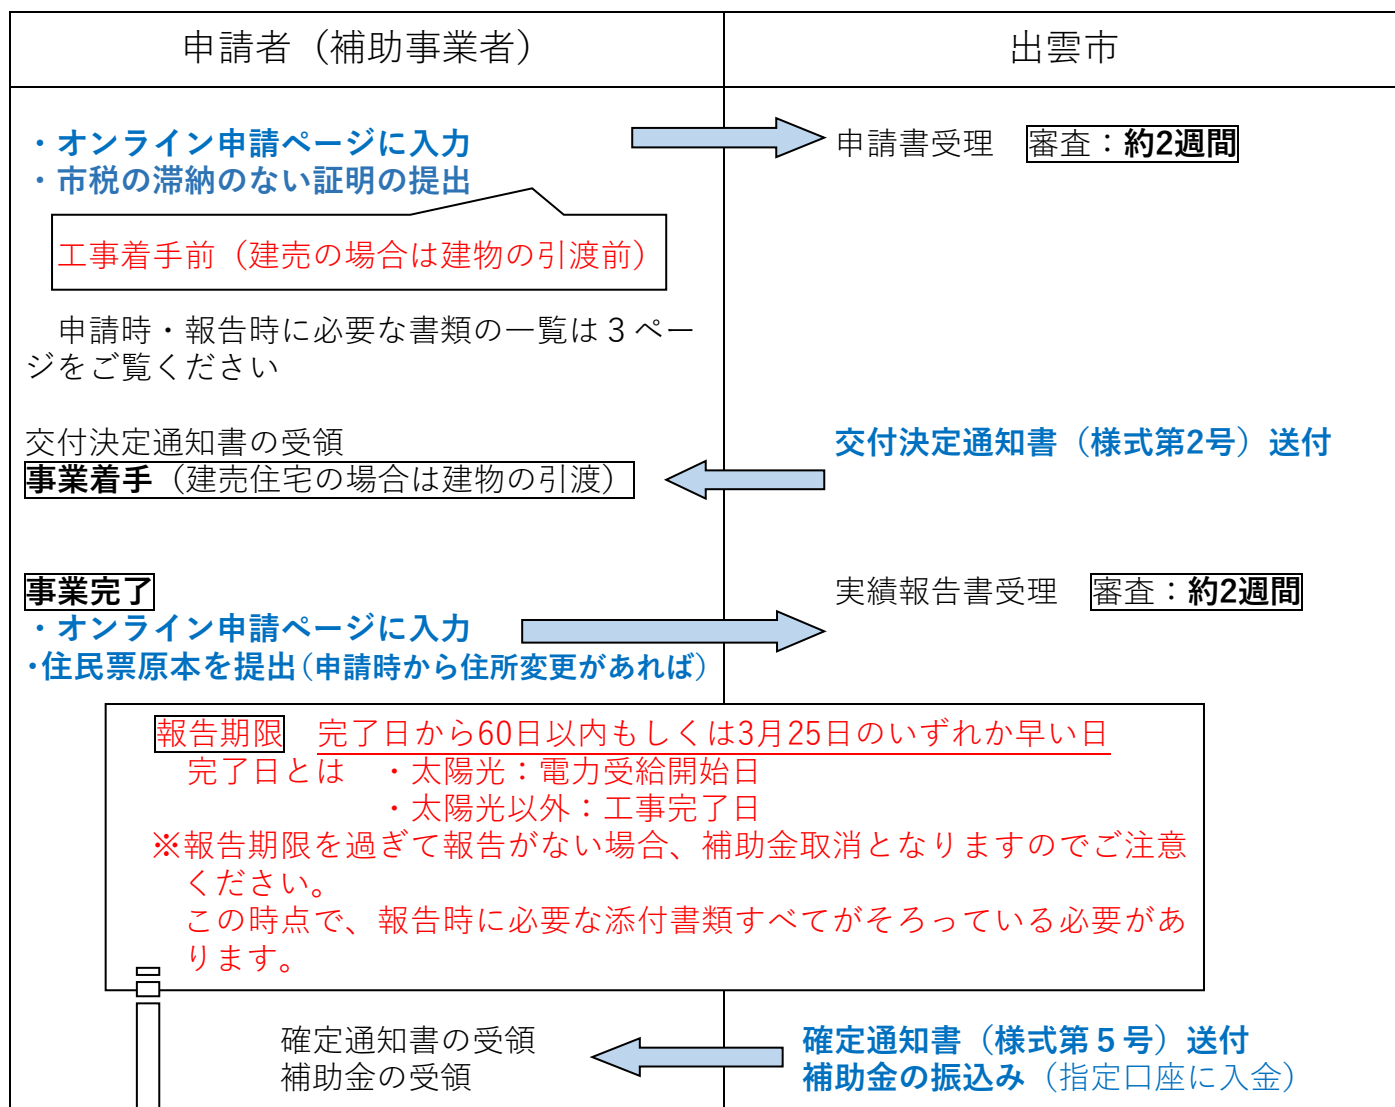 申請者（補助事業者）
出雲市
・オンライン申請ページに入力
・市税の滞納のない証明の提出
申請書受理　審査：約2週間
工事着手前（建売の場合は建物の引渡前）
申請時・報告時に必要な書類の一覧は３ペー
ジをご覧ください
交付決定通知書の受領
事業着手（建売住宅の場合は建物の引渡）
交付決定通知書（様式第2号）送付
事業完了
・オンライン申請ページに入力
・住民票原本を提出（申請時から住所変更があれば）
実績報告書受理　審査：約2週間
報告期限　完了日から60日以内もしくは3月25日のいずれか早い日
完了日とは　・太陽光：電力受給開始日
・太陽光以外：工事完了日
※報告期限を過ぎて報告がない場合、補助金取消となりますのでご注意
ください。
この時点で、報告時に必要な添付書類すべてがそろっている必要があ
ります。
確定通知書の受領
補助金の受領
確定通知書（様式第５号）送付
補助金の振込み（指定口座に入金）